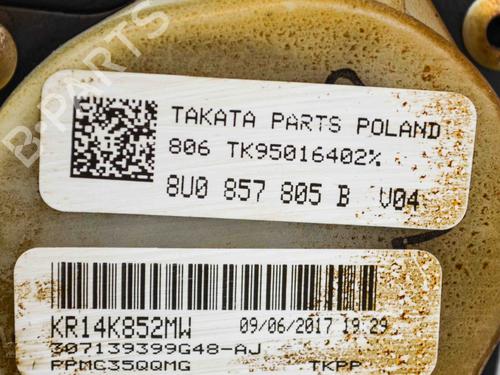 B-PARTS
TAKATA PARTS POLAND
806 TK95016402%
8U0 857 805 B V04
KR14K852MW 09/06/2017 19:29
307139399G48-AJ
PPMC35QQMG TKPP